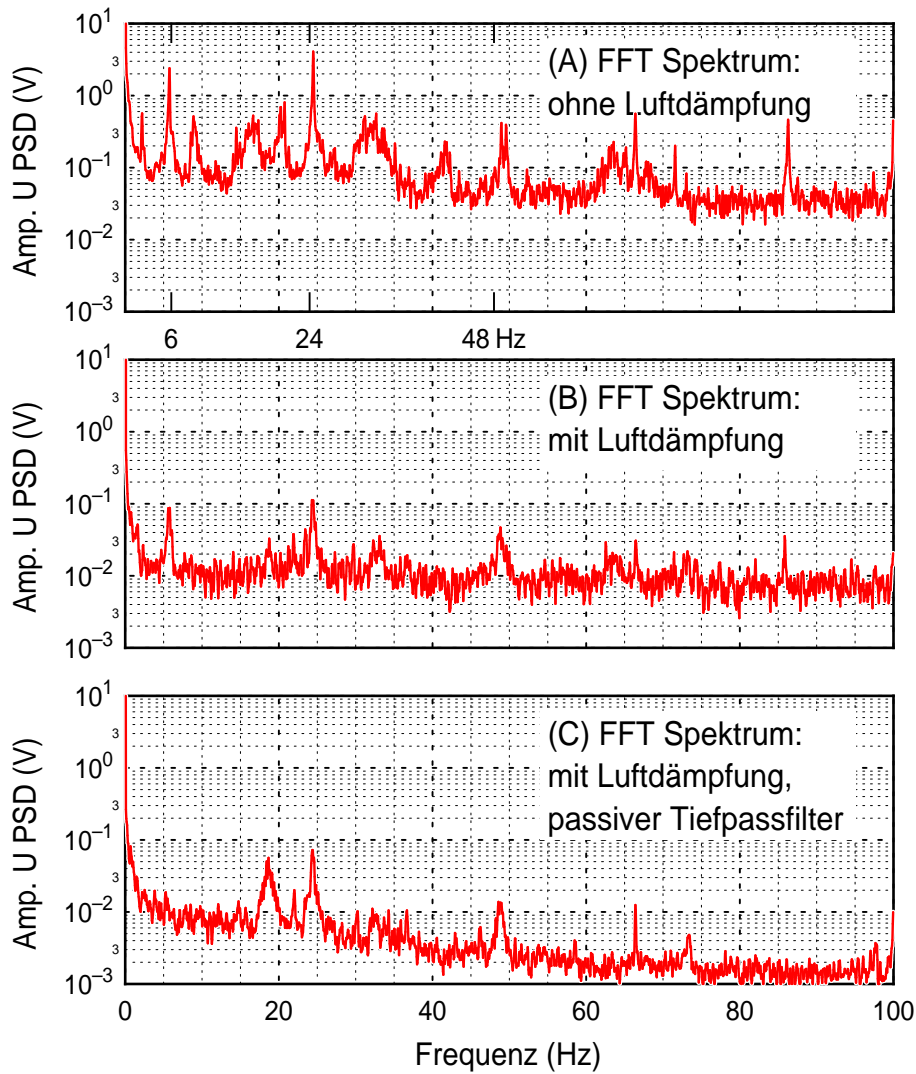 10^1
3
10^0
3
10^−1
3
10^−2
3
10^−3
Amp. U PSD (V)
(A) FFT Spektrum:
ohne Luftdämpfung
6
24
48 Hz
10^1
3
10^0
3
10^−1
3
10^−2
3
10^−3
Amp. U PSD (V)
(B) FFT Spektrum:
mit Luftdämpfung
10^1
3
10^0
3
10^−1
3
10^−2
3
10^−3
Amp. U PSD (V)
(C) FFT Spektrum:
mit Luftdämpfung,
passiver Tiefpassfilter
0
20
40
60
80
100
Frequenz (Hz)